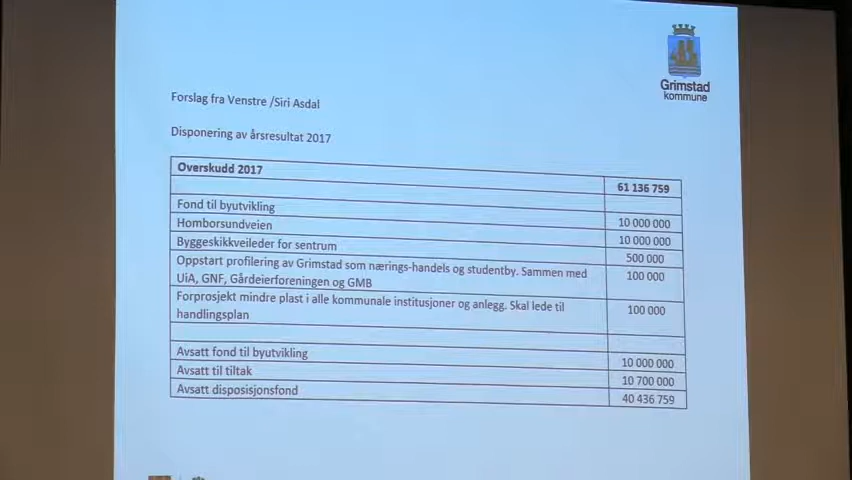 Grimstad
kommune
Forslag fra Venstre /Siri Asdal
Disponering av årsresultat 2017
Overskudd 2017 61 136 759
Fond til byutvikling 10 000 000
Homborsundveien 10 000 000
Byggeskikkveileder for sentrum 500 000
Oppstart profilering av Grimstad som nærings-handels og studentby. Sammen med 100 000
UiA, GNF, Gårdeierforeningen og GMB
Forprosjekt mindre plast i alle kommunale institusjoner og anlegg. Skal lede til 100 000
handlingsplan
Avsatt fond til byutvikling 10 000 000
Avsatt til tiltak 10 700 000
Avsatt disposisjonsfond 40 436 759